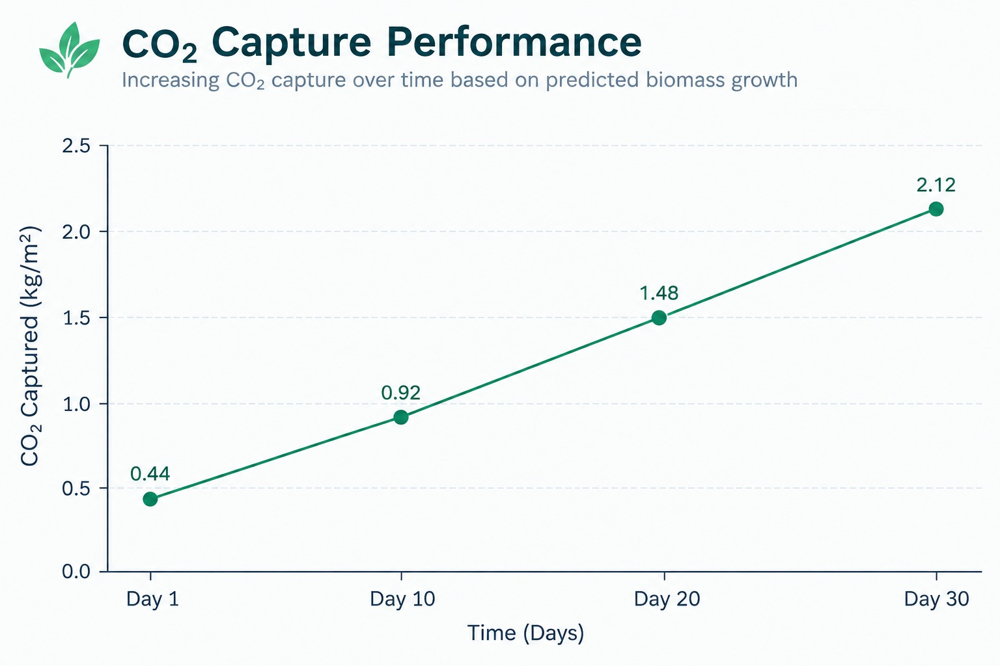 CO₂ Capture Performance
Increasing CO₂ capture over time based on predicted biomass growth
CO₂ Captured (kg/m²)
2.5
2.0
1.5
1.0
0.5
0.0
0.44
0.92
1.48
2.12
Day 1
Day 10
Day 20
Day 30
Time (Days)